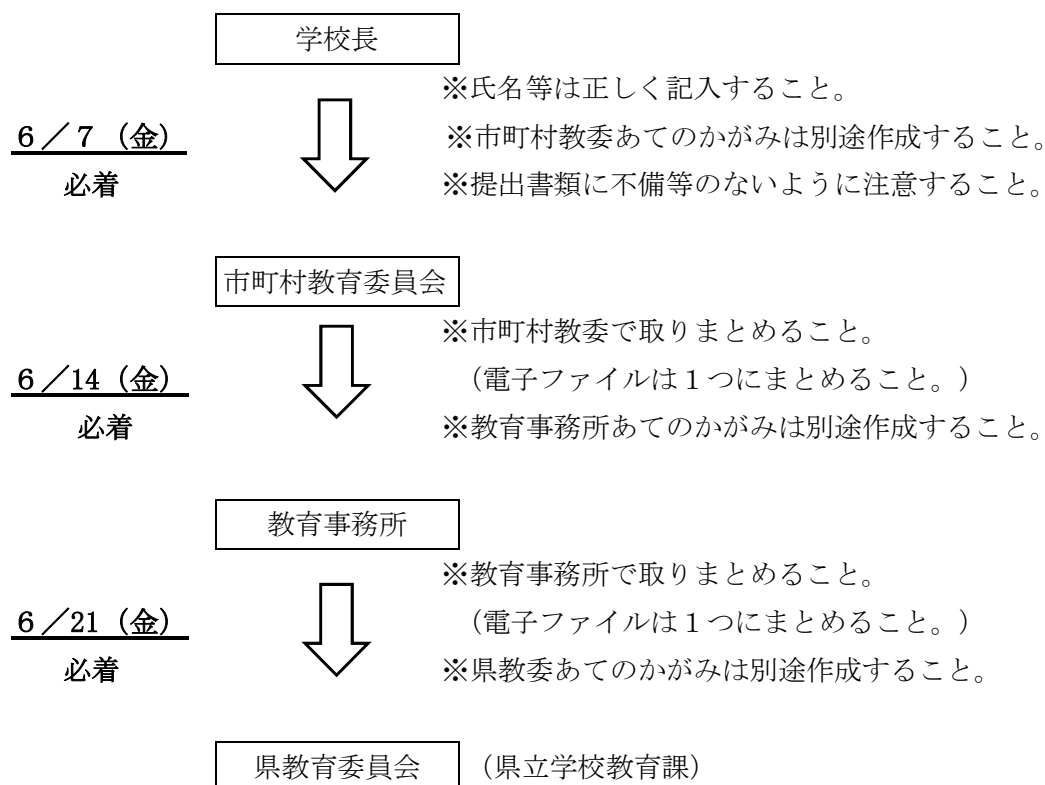 学校長
※氏名等は正しく記入すること。
6／7（金）
※市町村教委あてのかがみは別途作成すること。
必着
※提出書類に不備等のないように注意すること。
市町村教育委員会
※市町村教委で取りまとめること。
6／14（金）
（電子ファイルは１つにまとめること。）
必着
※教育事務所あてのかがみは別途作成すること。
教育事務所
※教育事務所で取りまとめること。
6／21（金）
（電子ファイルは１つにまとめること。）
必着
※県教委あてのかがみは別途作成すること。
県教育委員会 （県立学校教育課）